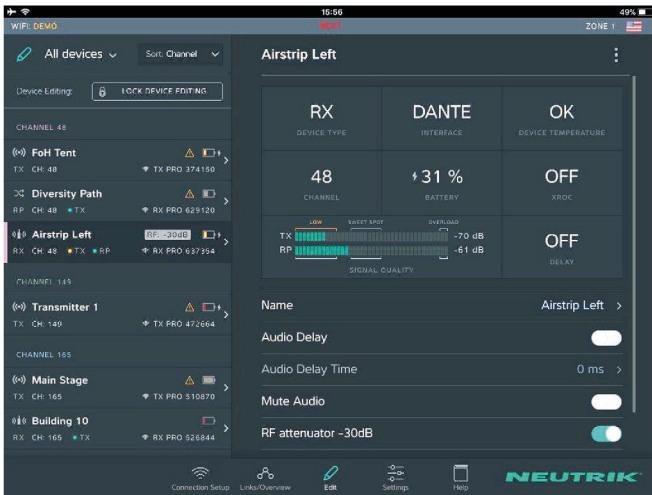 15:56
49%
WIFI: DEMO
ZONE 1
All devices
Sort: Channel
Airstrip Left
Device Editing:
LOCK DEVICE EDITING
RX
DEVICE TYPE
DANTE
INTERFACE
OK
DEVICE TEMPERATURE
CHANNEL 48
FoH Tent
TX CH: 48 TX PRO 374150
Diversity Path
RP CH: 48 TX RX PRO 629120
Airstrip Left RF: -30dB
RX CH: 48 TX RP RX PRO 637354
48
CHANNEL
31 %
BATTERY
OFF
XROC
LOW SWEET SPOT OVERLOAD
TX -70 dB
RP -61 dB
SIGNAL QUALITY
OFF
DELAY
CHANNEL 149
Transmitter 1
TX CH: 149 TX PRO 472664
CHANNEL 165
Main Stage
TX CH: 165 TX PRO 510870
Building 10
RX CH: 165 TX RX PRO 526844
Name Airstrip Left
Audio Delay
Audio Delay Time 0 ms
Mute Audio
RF attenuator -30dB
Connection Setup
Links/Overview
Edit
Settings
Help
NEUTRIK